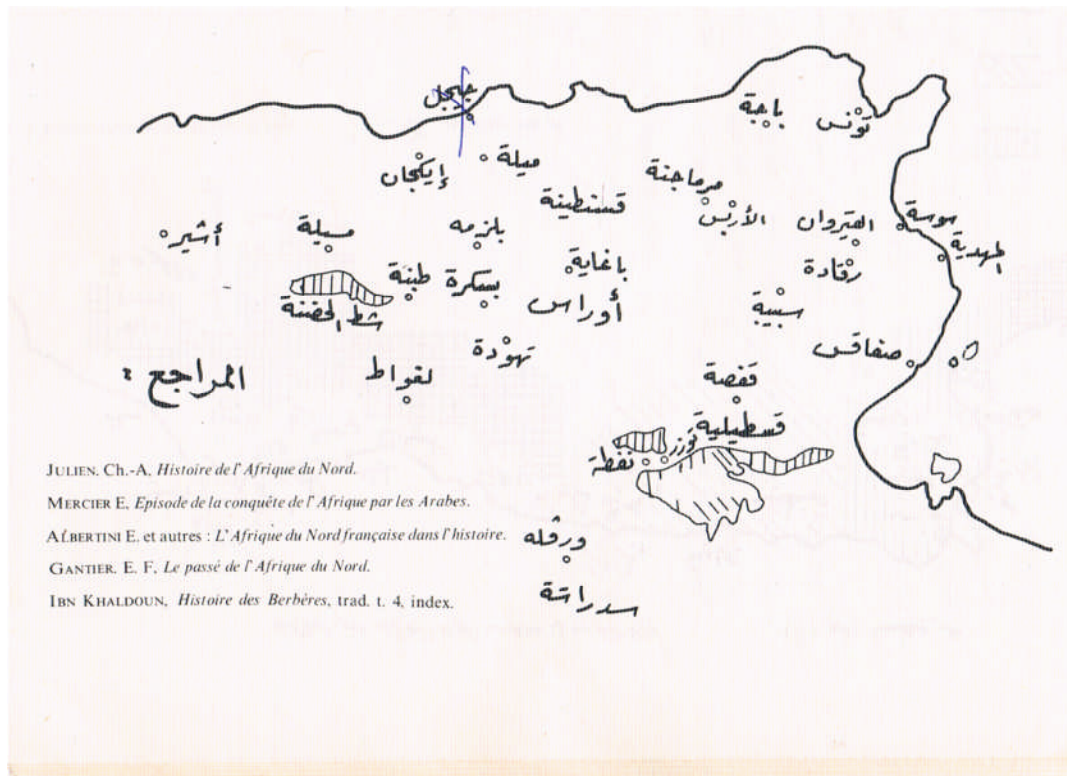 جيجل
باجة
تونس
ميلة
إيكجان
مرماجنة
قسنطينة
الأربس
القيروان
سوسة
المهدية
بلزمه
مسيلة
أشير
باغاية
رقادة
طبنة
بسكرة
أوراس
سبيبة
شط الحضنة
تهودة
صفاقس
المراجع :
لغواط
قفصة
قسطيلية
توزر
نفطة
JULIEN. Ch.-A. Histoire de l'Afrique du Nord.
MERCIER E. Episode de la conquête de l'Afrique par les Arabes.
ALBERTINI E. et autres : L'Afrique du Nord française dans l'histoire.
ورقله
GANTIER. E. F. Le passé de l'Afrique du Nord.
IBN KHALDOUN, Histoire des Berbères, trad. t. 4, index.
سدراتة